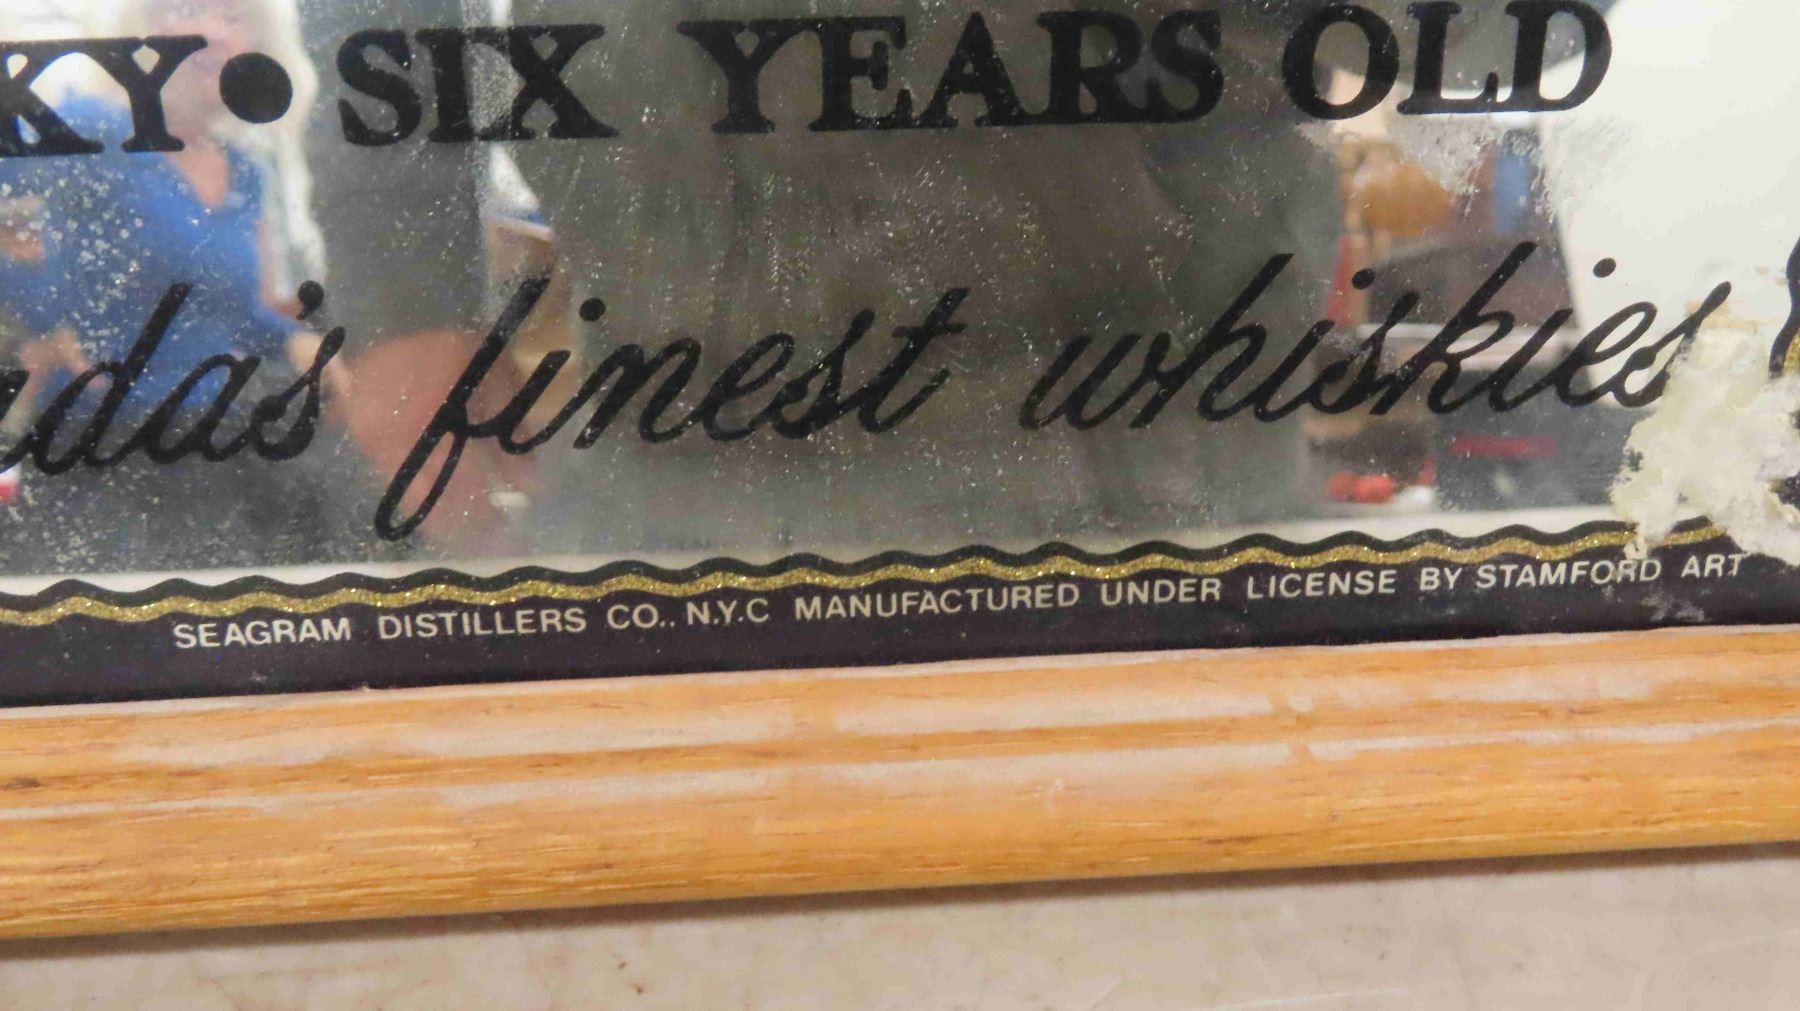 KY • SIX YEARS OLD
ada's finest whiskies
SEAGRAM DISTILLERS CO.. N.Y.C MANUFACTURED UNDER LICENSE BY STAMFORD ART